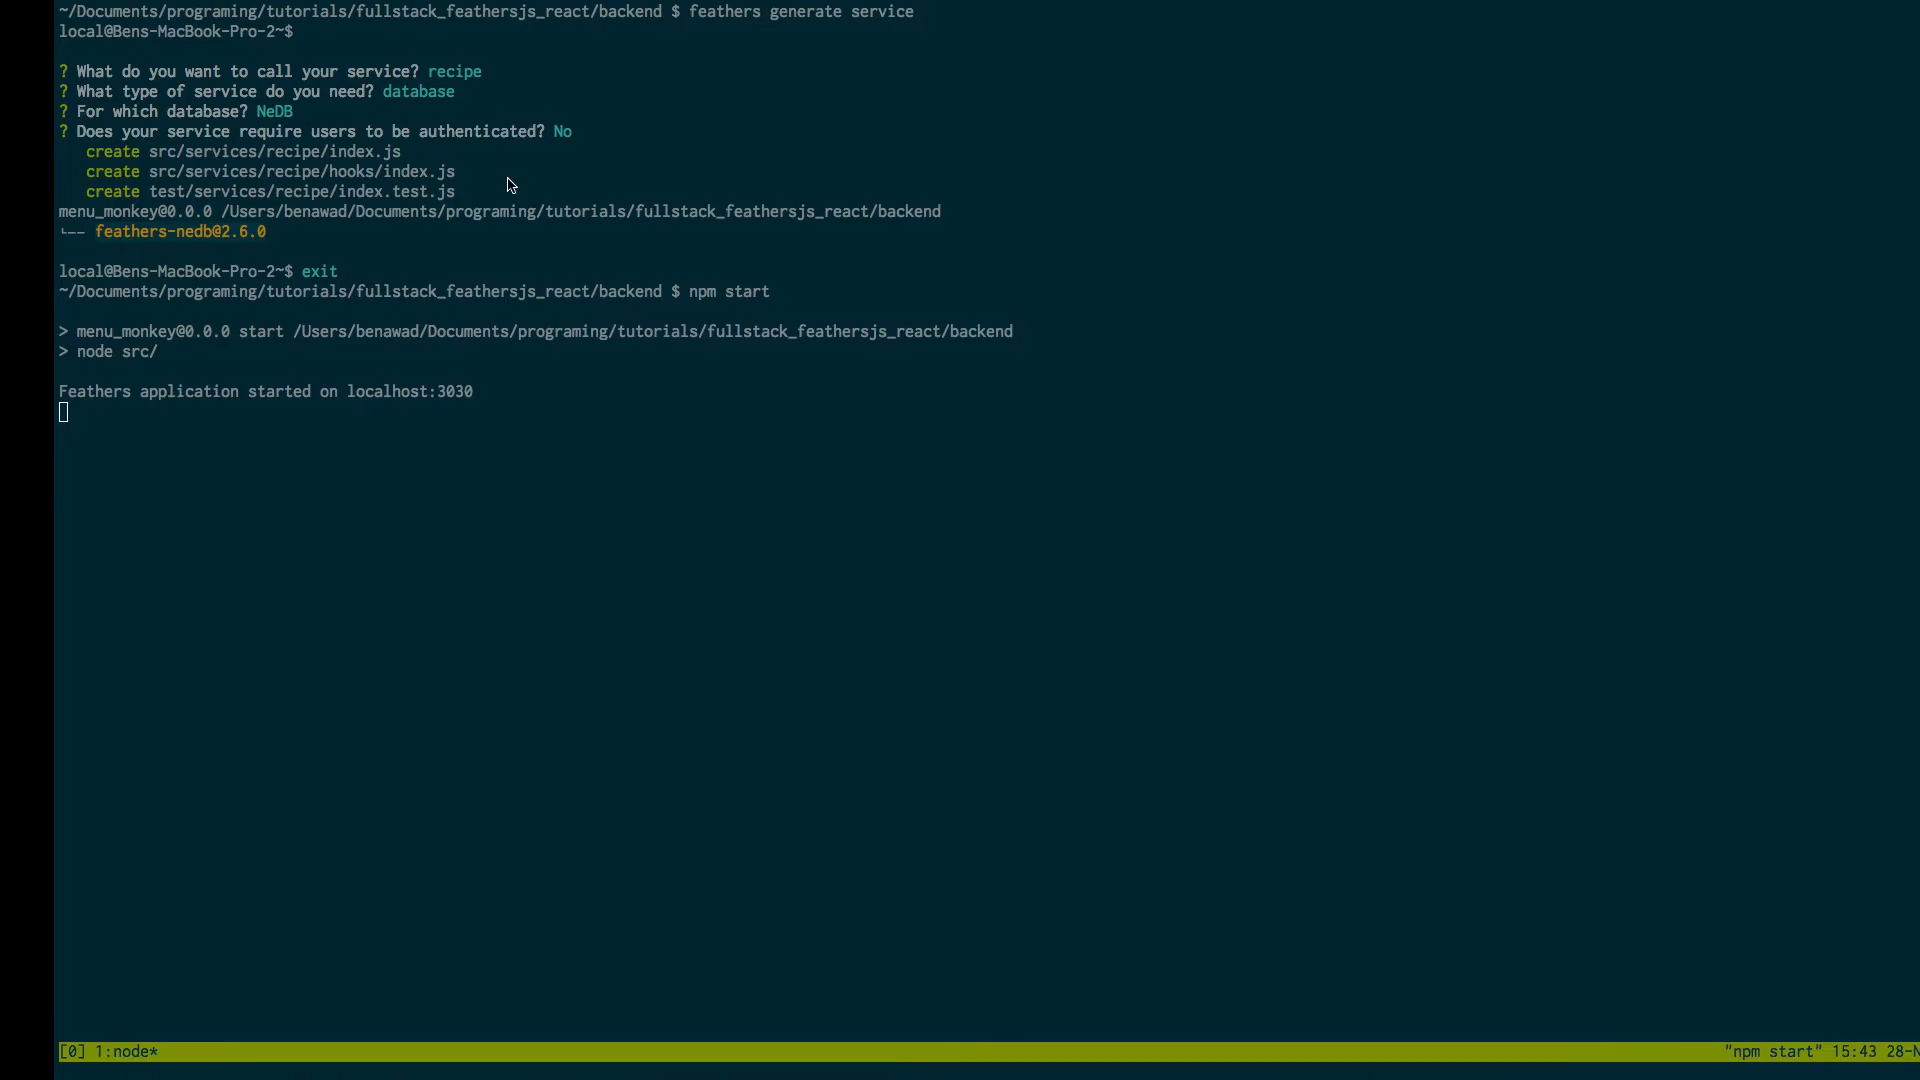 ~/Documents/programing/tutorials/fullstack_feathersjs_react/backend $ feathers generate service
local@Bens-MacBook-Pro-2~$
? What do you want to call your service? recipe
? What type of service do you need? database
? For which database? NeDB
? Does your service require users to be authenticated? No
create src/services/recipe/index.js
create src/services/recipe/hooks/index.js
create test/services/recipe/index.test.js
menu_monkey@0.0.0 /Users/benawad/Documents/programing/tutorials/fullstack_feathersjs_react/backend
└── feathers-nedb@2.6.0
local@Bens-MacBook-Pro-2~$ exit
~/Documents/programing/tutorials/fullstack_feathersjs_react/backend $ npm start
> menu_monkey@0.0.0 start /Users/benawad/Documents/programing/tutorials/fullstack_feathersjs_react/backend
> node src/
Feathers application started on localhost:3030
[0] 1:node* "npm start" 15:43 28-N